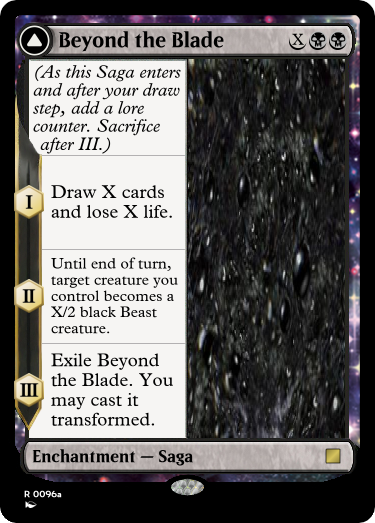 Beyond the Blade X
(As this Saga enters
and after your draw
step, add a lore
counter. Sacrifice
after III.)
I
Draw X cards
and lose X life.
II
Until end of turn,
target creature you
control becomes a
X/2 black Beast
creature.
III
Exile Beyond
the Blade. You
may cast it
transformed.
Enchantment — Saga
R 0096a